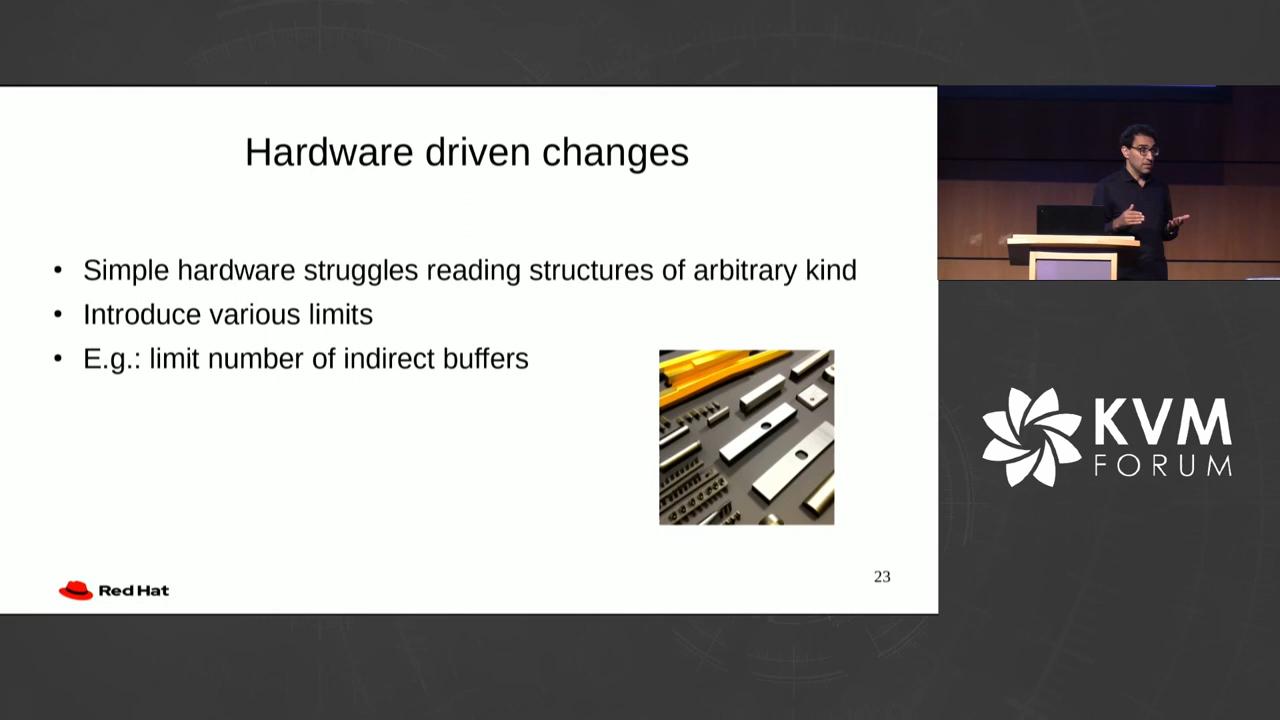 Hardware driven changes
• Simple hardware struggles reading structures of arbitrary kind
• Introduce various limits
• E.g.: limit number of indirect buffers
Red Hat
23
KVM
FORUM